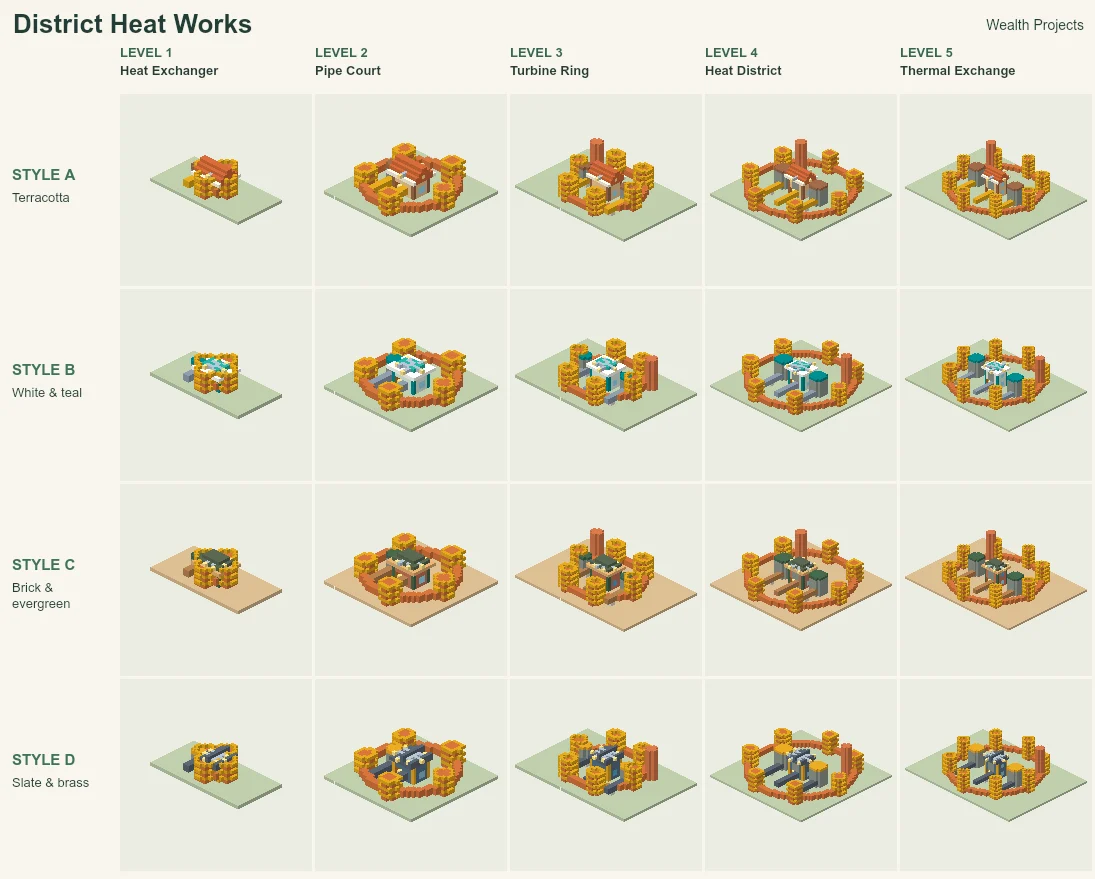 District Heat Works
Wealth Projects
LEVEL 1
Heat Exchanger
LEVEL 2
Pipe Court
LEVEL 3
Turbine Ring
LEVEL 4
Heat District
LEVEL 5
Thermal Exchange
STYLE A
Terracotta
STYLE B
White & teal
STYLE C
Brick &
evergreen
STYLE D
Slate & brass